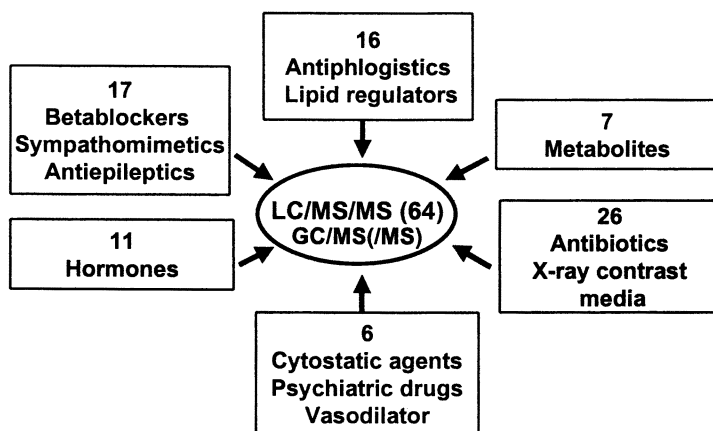 16
Antiphlogistics
Lipid regulators
17
Betablockers
Sympathomimetics
Antiepileptics
7
Metabolites
LC/MS/MS (64)
GC/MS(/MS)
11
Hormones
26
Antibiotics
X-ray contrast
media
6
Cytostatic agents
Psychiatric drugs
Vasodilator